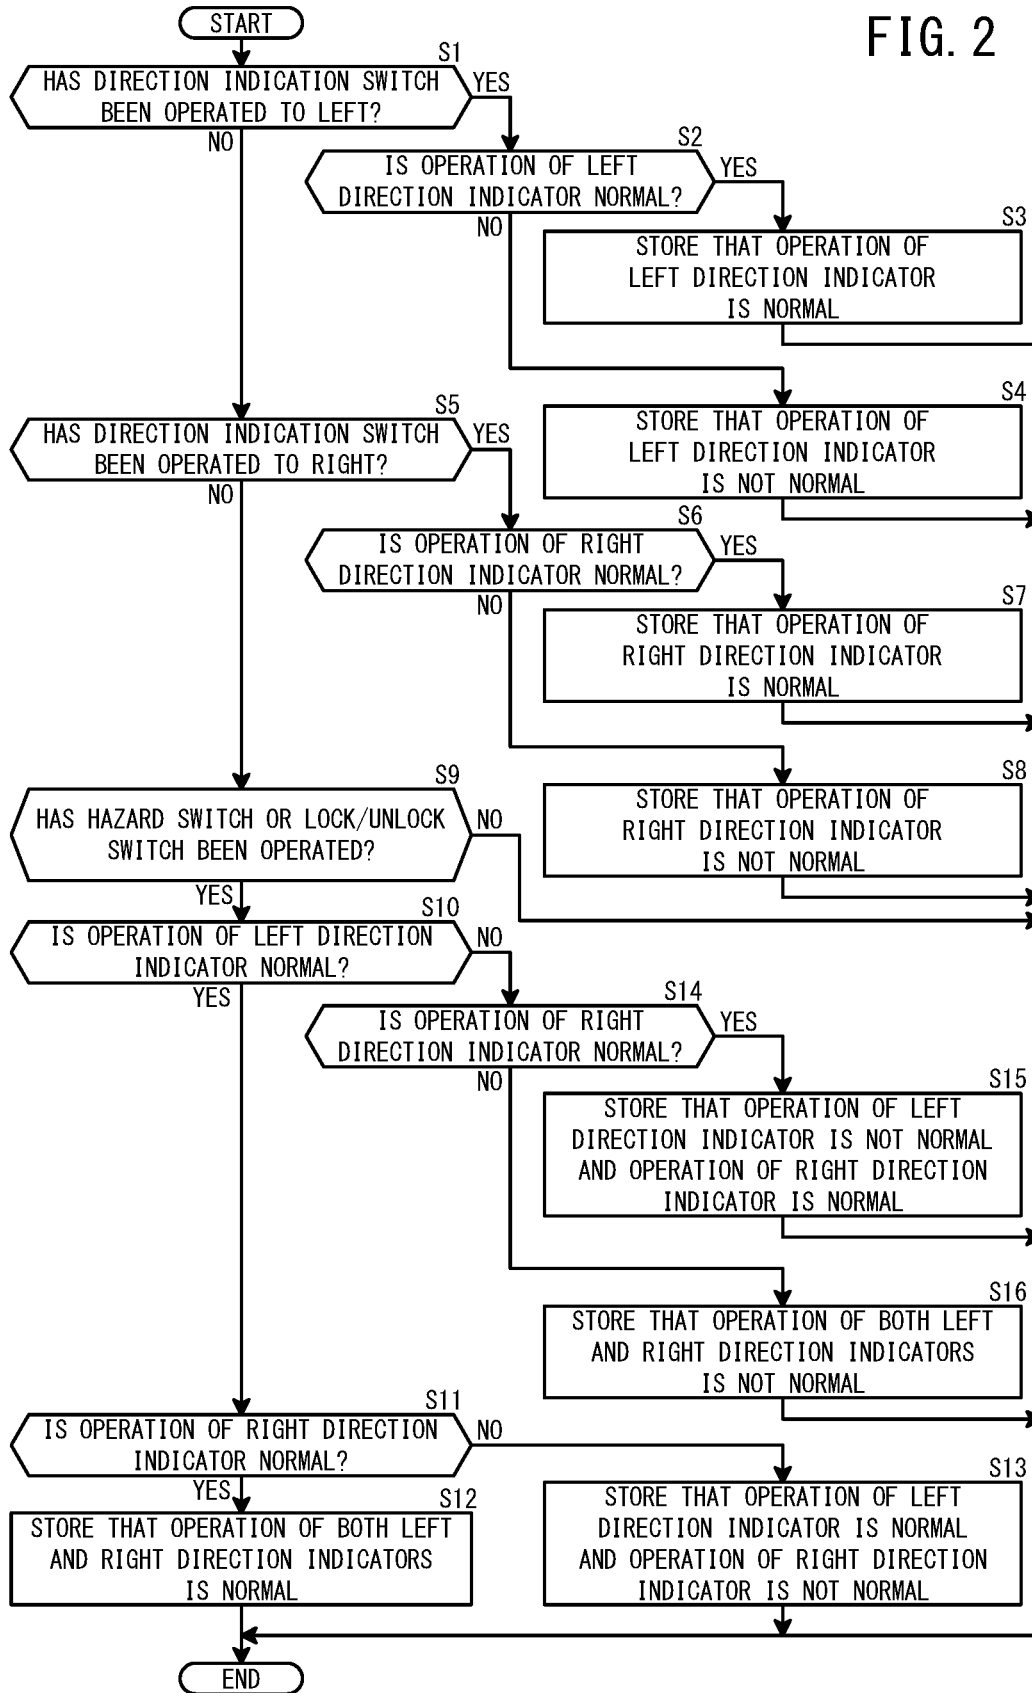 FIG. 2
START
S1
HAS DIRECTION INDICATION SWITCH
BEEN OPERATED TO LEFT?
YES
NO
S2
IS OPERATION OF LEFT
DIRECTION INDICATOR NORMAL?
YES
NO
S3
STORE THAT OPERATION OF
LEFT DIRECTION INDICATOR
IS NORMAL
S4
STORE THAT OPERATION OF
LEFT DIRECTION INDICATOR
IS NOT NORMAL
S5
HAS DIRECTION INDICATION SWITCH
BEEN OPERATED TO RIGHT?
YES
NO
S6
IS OPERATION OF RIGHT
DIRECTION INDICATOR NORMAL?
YES
NO
S7
STORE THAT OPERATION OF
RIGHT DIRECTION INDICATOR
IS NORMAL
S8
STORE THAT OPERATION OF
RIGHT DIRECTION INDICATOR
IS NOT NORMAL
S9
HAS HAZARD SWITCH OR LOCK/UNLOCK
SWITCH BEEN OPERATED?
NO
YES
S10
IS OPERATION OF LEFT DIRECTION
INDICATOR NORMAL?
NO
YES
S14
IS OPERATION OF RIGHT
DIRECTION INDICATOR NORMAL?
YES
NO
S15
STORE THAT OPERATION OF LEFT
DIRECTION INDICATOR IS NOT NORMAL
AND OPERATION OF RIGHT DIRECTION
INDICATOR IS NORMAL
S16
STORE THAT OPERATION OF BOTH LEFT
AND RIGHT DIRECTION INDICATORS
IS NOT NORMAL
S11
IS OPERATION OF RIGHT DIRECTION
INDICATOR NORMAL?
NO
YES
S12
STORE THAT OPERATION OF BOTH LEFT
AND RIGHT DIRECTION INDICATORS
IS NORMAL
S13
STORE THAT OPERATION OF LEFT
DIRECTION INDICATOR IS NORMAL
AND OPERATION OF RIGHT DIRECTION
INDICATOR IS NOT NORMAL
END